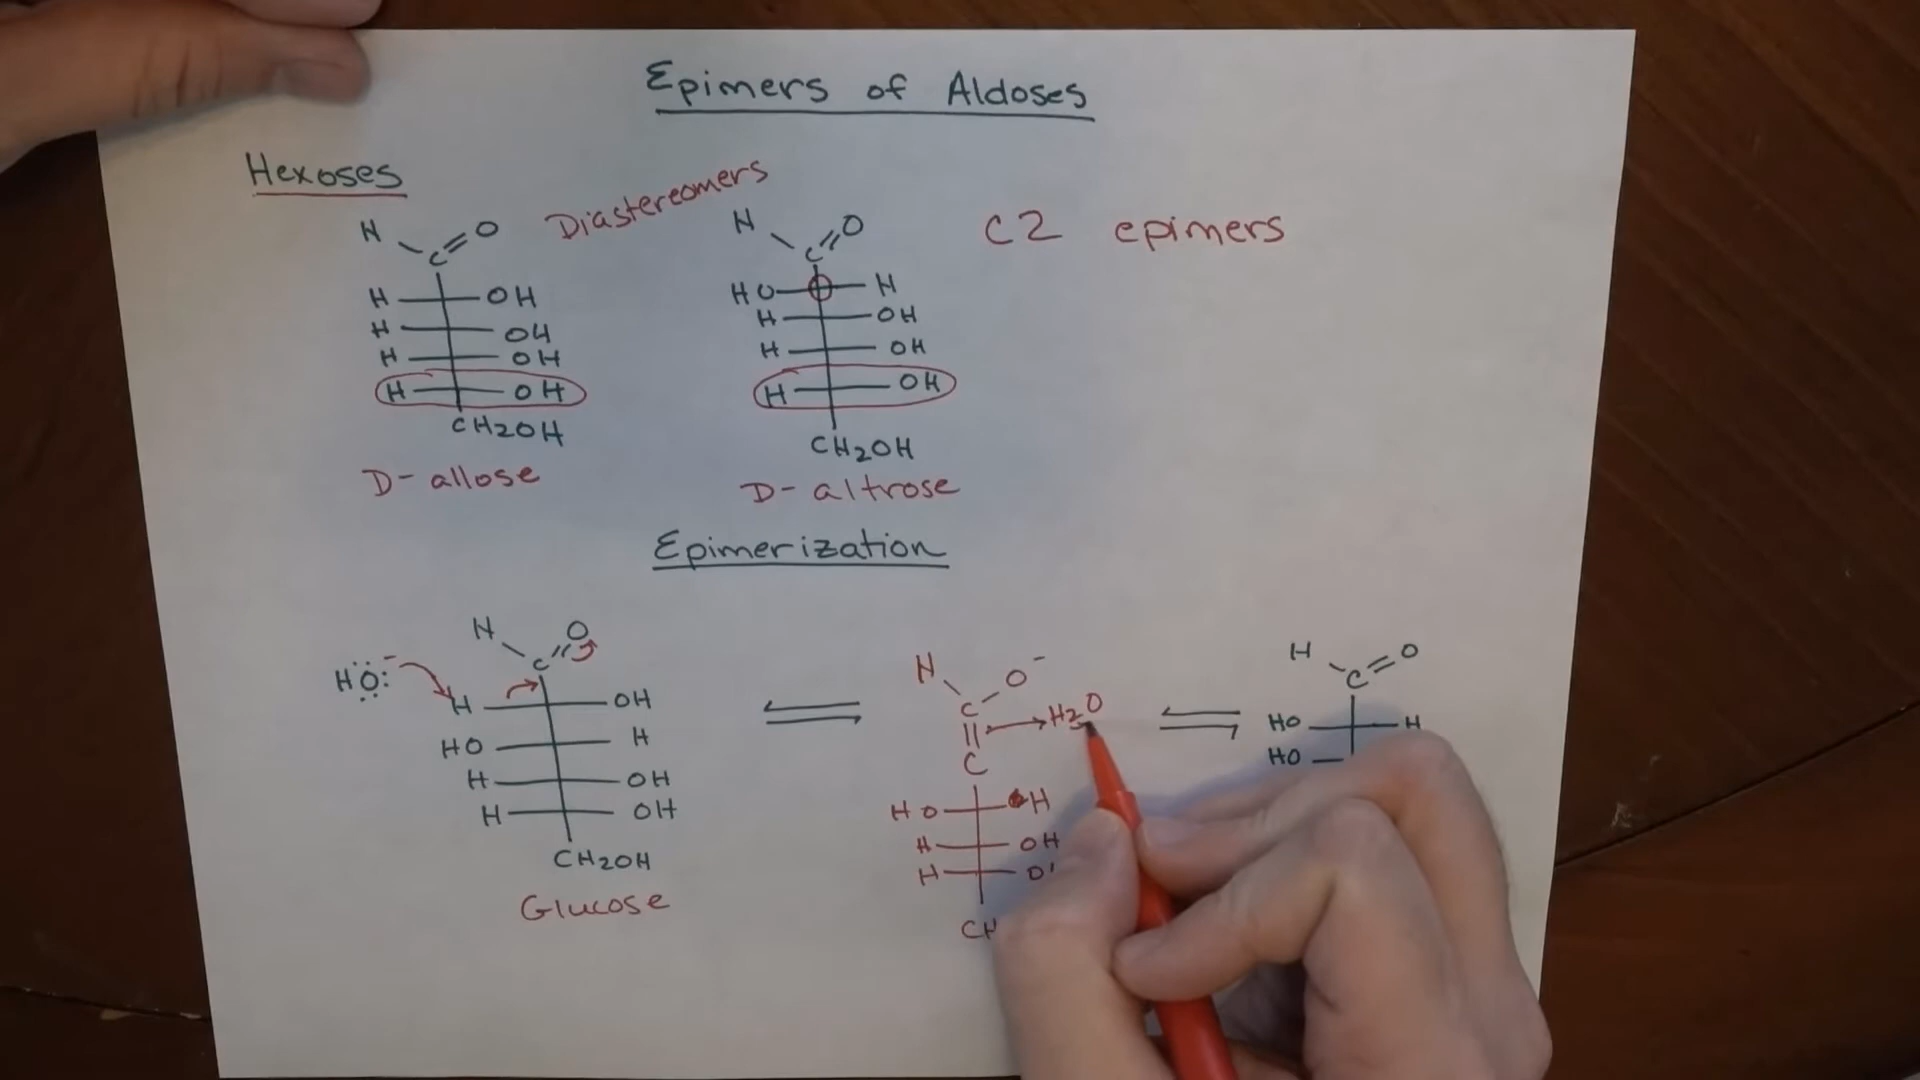 Epimers of Aldoses
Hexoses
Diastereomers
C2 epimers
H O
C
H OH
H OH
H OH
H OH
CH2OH
D-allose
H O
C
HO H
H OH
H OH
H OH
CH2OH
D-altrose
Epimerization
HO:-
H O
C
H OH
HO H
H OH
H OH
CH2OH
Glucose
H O-
C
H2O
C
HO H
H OH
H
CH
H O
C
HO H
HO